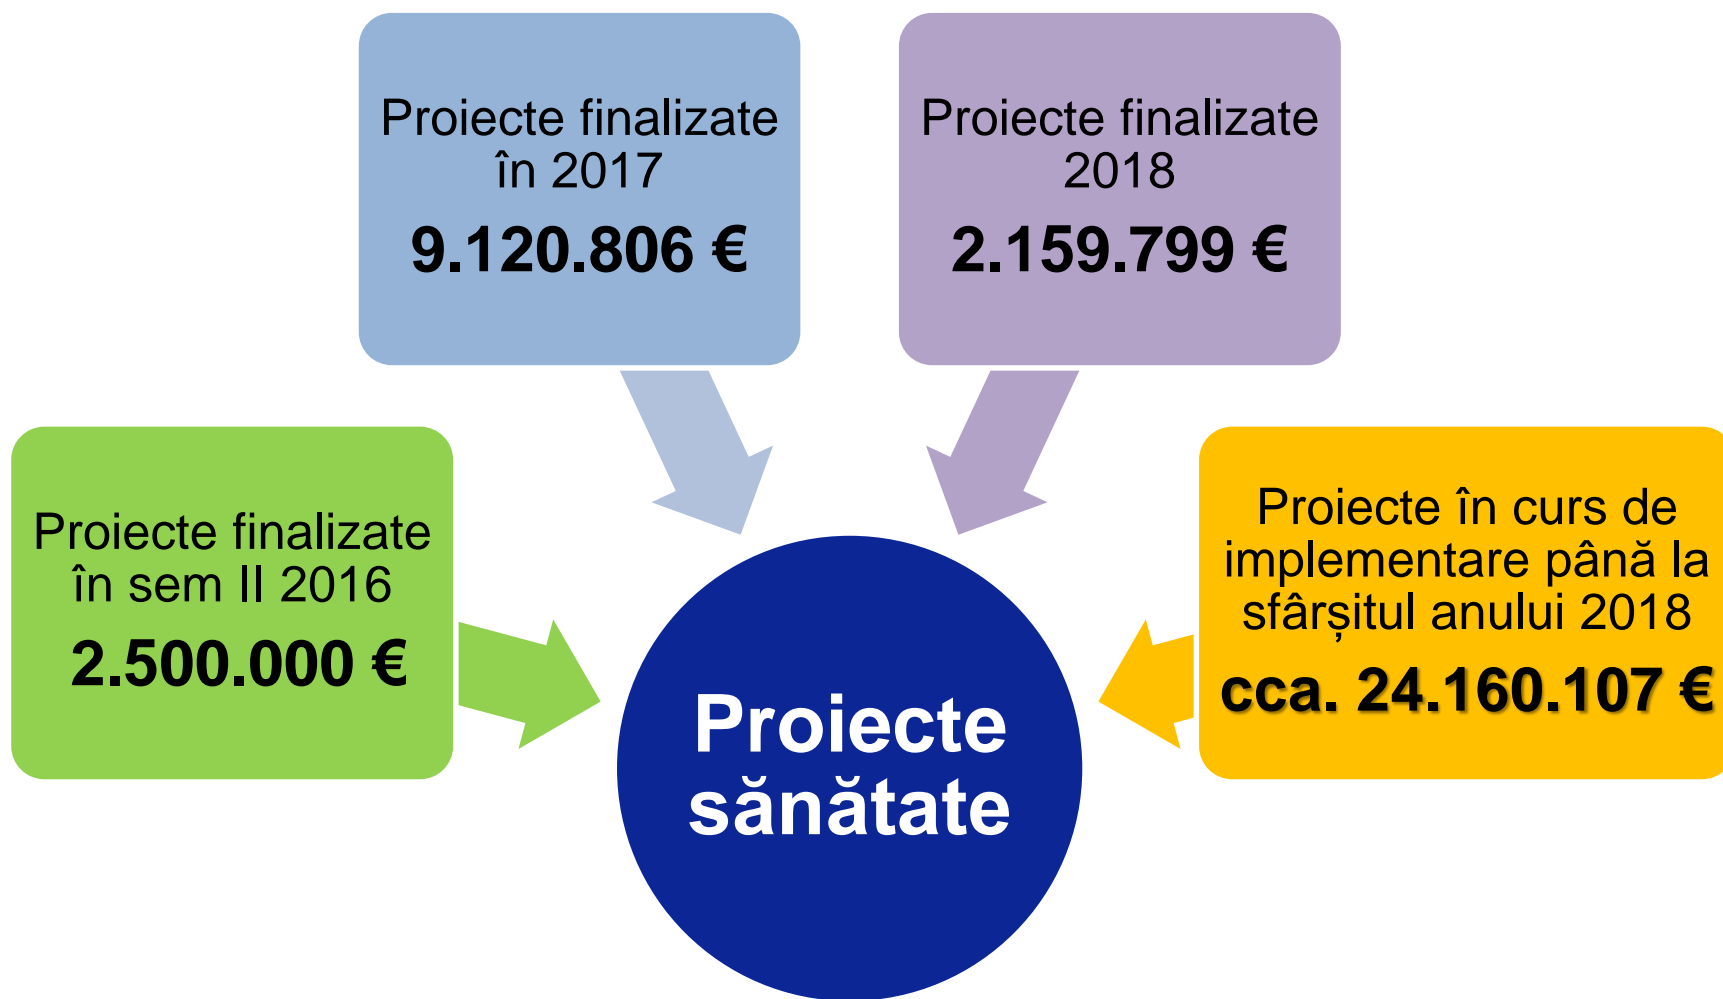 Proiecte finalizate
în 2017
9.120.806 €
Proiecte finalizate
2018
2.159.799 €
Proiecte finalizate
în sem II 2016
2.500.000 €
Proiecte în curs de
implementare până la
sfârșitul anului 2018
cca. 24.160.107 €
Proiecte
sănătate